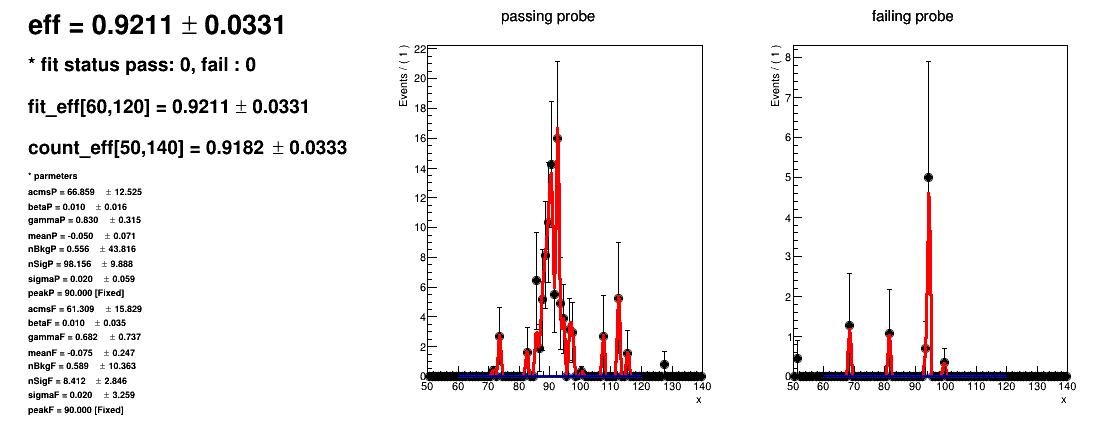 eff = 0.9211 ± 0.0331
* fit status pass: 0, fail : 0
fit_eff[60,120] = 0.9211 ± 0.0331
count_eff[50,140] = 0.9182 ± 0.0333
* parmeters
acmsP = 66.859 ± 12.525
betaP = 0.010 ± 0.016
gammaP = 0.830 ± 0.315
meanP = -0.050 ± 0.071
nBkgP = 0.556 ± 43.816
nSigP = 98.156 ± 9.888
sigmaP = 0.020 ± 0.059
peakP = 90.000 [Fixed]
acmsF = 61.309 ± 15.829
betaF = 0.010 ± 0.035
gammaF = 0.682 ± 0.737
meanF = -0.075 ± 0.247
nBkgF = 0.589 ± 10.363
nSigF = 8.412 ± 2.846
sigmaF = 0.020 ± 3.259
peakF = 90.000 [Fixed]
passing probe
Events / ( 1 )
22
20
18
16
14
12
10
8
6
4
2
0
50 60 70 80 90 100 110 120 130 140
x
failing probe
Events / ( 1 )
8
7
6
5
4
3
2
1
0
50 60 70 80 90 100 110 120 130 140
x